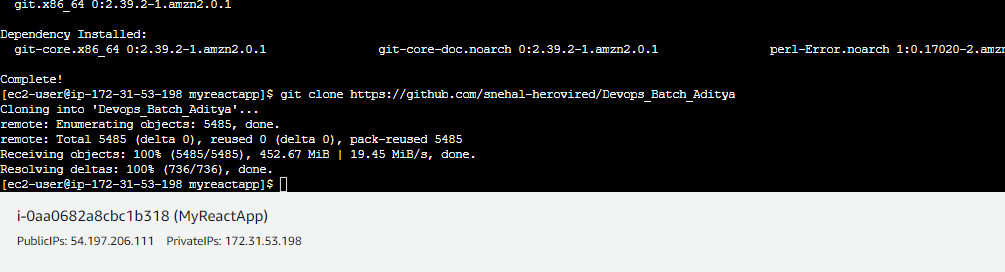 git.x86_64 0:2.39.2-1.amzn2.0.1
Dependency Installed:
git-core.x86_64 0:2.39.2-1.amzn2.0.1 git-core-doc.noarch 0:2.39.2-1.amzn2.0.1 perl-Error.noarch 1:0.17020-2.amzn
Complete!
[ec2-user@ip-172-31-53-198 myreactapp]$ git clone https://github.com/snehal-herovired/Devops_Batch_Aditya
Cloning into 'Devops_Batch_Aditya'...
remote: Enumerating objects: 5485, done.
remote: Total 5485 (delta 0), reused 0 (delta 0), pack-reused 5485
Receiving objects: 100% (5485/5485), 452.67 MiB | 19.45 MiB/s, done.
Resolving deltas: 100% (736/736), done.
[ec2-user@ip-172-31-53-198 myreactapp]$
i-0aa0682a8cbc1b318 (MyReactApp)
PublicIPs: 54.197.206.111 PrivateIPs: 172.31.53.198